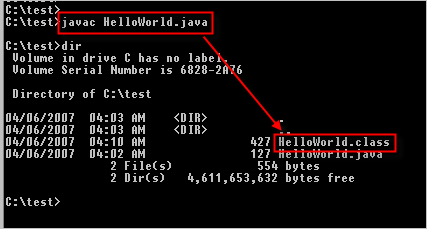 C:\test>
C:\test>javac HelloWorld.java
C:\test>dir
Volume in drive C has no label.
Volume Serial Number is 6828-2A76
Directory of C:\test
04/06/2007 04:03 AM <DIR> .
04/06/2007 04:03 AM <DIR> ..
04/06/2007 04:10 AM 427 HelloWorld.class
04/06/2007 04:02 AM 127 HelloWorld.java
2 File(s) 554 bytes
2 Dir(s) 4,611,653,632 bytes free
C:\test>